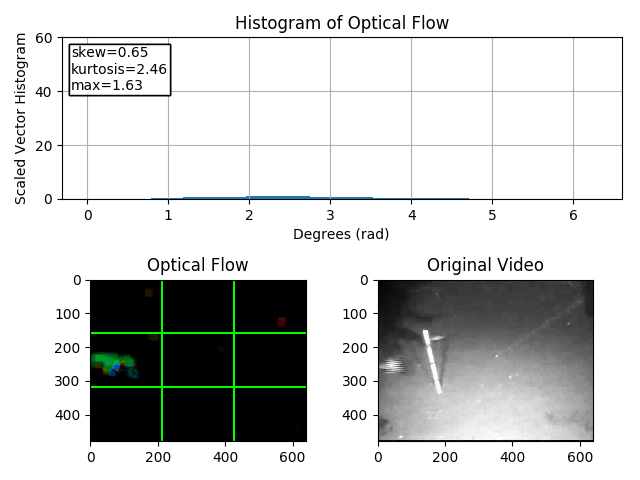 Histogram of Optical Flow
Scaled Vector Histogram
60
40
20
0
skew=0.65
kurtosis=2.46
max=1.63
0 1 2 3 4 5 6
Degrees (rad)
Optical Flow
0
100
200
300
400
0 200 400 600
Original Video
0
100
200
300
400
0 200 400 600